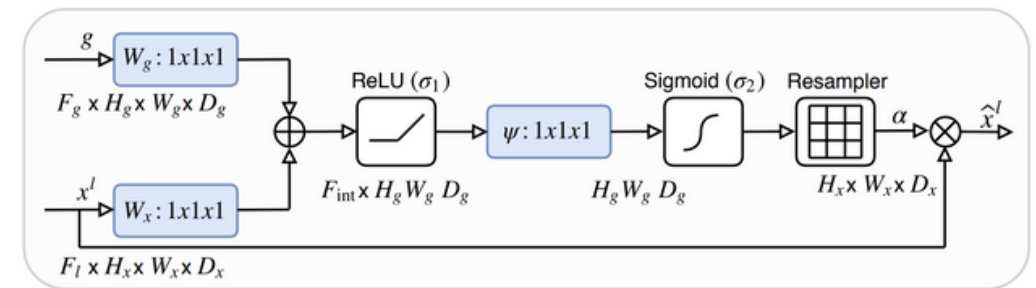 g
W_g : 1x1x1
F_g x H_g x W_g x D_g
x^l
W_x : 1x1x1
F_l x H_x x W_x x D_x
ReLU (σ_1)
F_int x H_g W_g D_g
ψ : 1x1x1
Sigmoid (σ_2)
H_g W_g D_g
Resampler
H_x x W_x x D_x
α
x̂^l